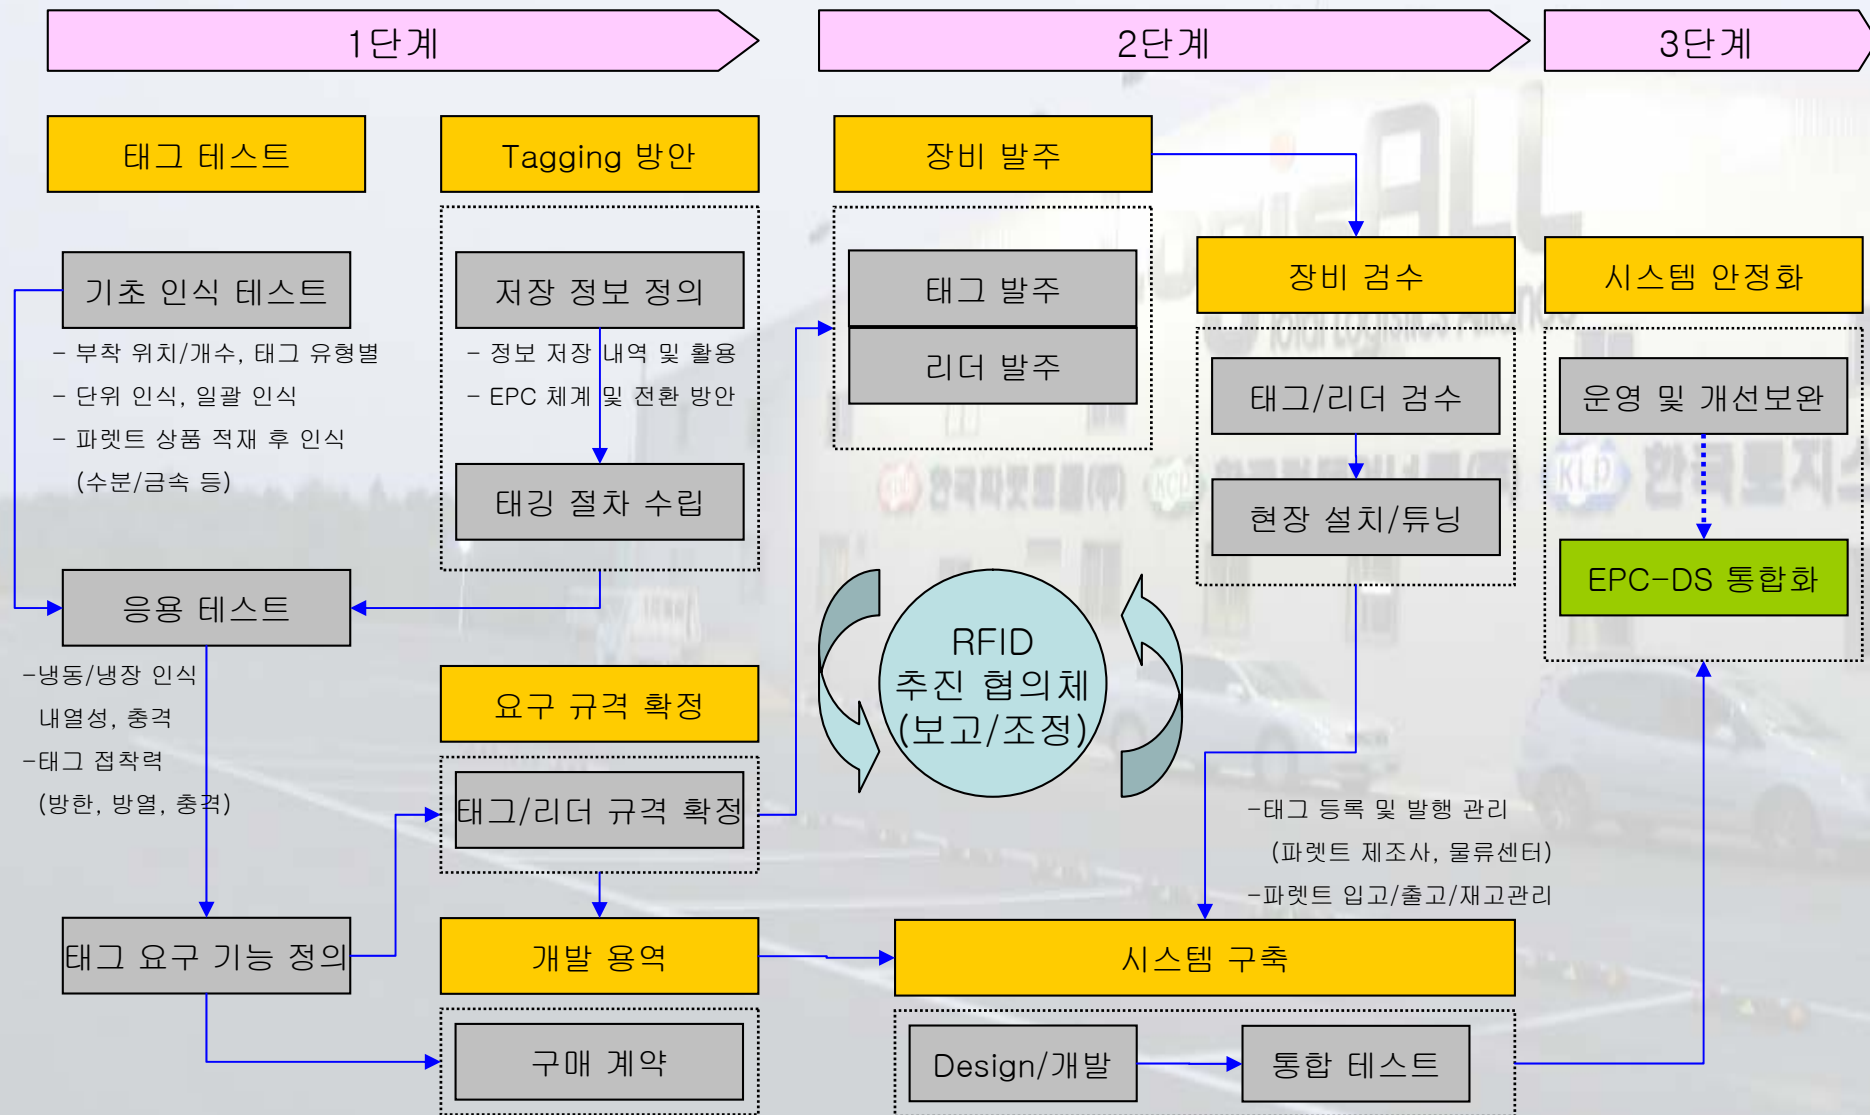 1단계
2단계
3단계
태그 테스트
기초 인식 테스트
- 부착 위치/개수, 태그 유형별
- 단위 인식, 일괄 인식
- 파렛트 상품 적재 후 인식
(수분/금속 등)
응용 테스트
-냉동/냉장 인식
내열성, 충격
-태그 접착력
(방한, 방열, 충격)
태그 요구 기능 정의
Tagging 방안
저장 정보 정의
- 정보 저장 내역 및 활용
- EPC 체계 및 전환 방안
태깅 절차 수립
요구 규격 확정
태그/리더 규격 확정
개발 용역
구매 계약
장비 발주
태그 발주
리더 발주
RFID
추진 협의체
(보고/조정)
장비 검수
태그/리더 검수
현장 설치/튜닝
-태그 등록 및 발행 관리
(파렛트 제조사, 물류센터)
-파렛트 입고/출고/재고관리
시스템 구축
Design/개발
통합 테스트
시스템 안정화
운영 및 개선보완
EPC-DS 통합화
ALL
Total Logistics
KCP
KLP